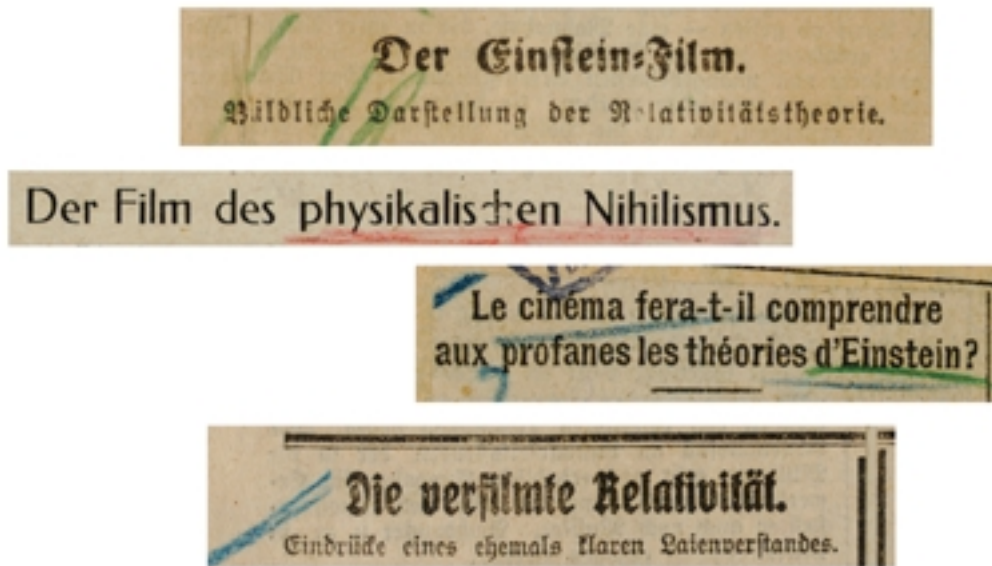 Der Einstein-Film.
Bildliche Darstellung der Relativitätstheorie.
Der Film des physikalischen Nihilismus.
Le cinéma fera-t-il comprendre
aux profanes les théories d'Einstein?
Die verfilmte Relativität.
Eindrücke eines ehemals klaren Laienverstandes.